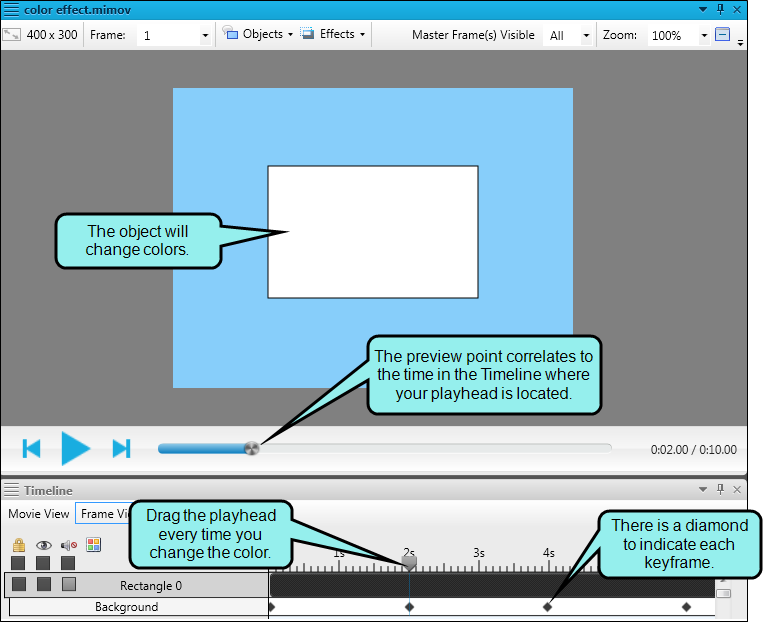 color effect.mimov
400 x 300 Frame: 1 Objects Effects Master Frame(s) Visible All Zoom: 100%
The object will
change colors.
The preview point correlates to
the time in the Timeline where
your playhead is located.
0:02.00 / 0:10.00
Timeline
Movie View Frame
Drag the playhead
every time you
change the color.
There is a diamond
to indicate each
keyframe.
1s 2s 3s 4s
Rectangle 0
Background